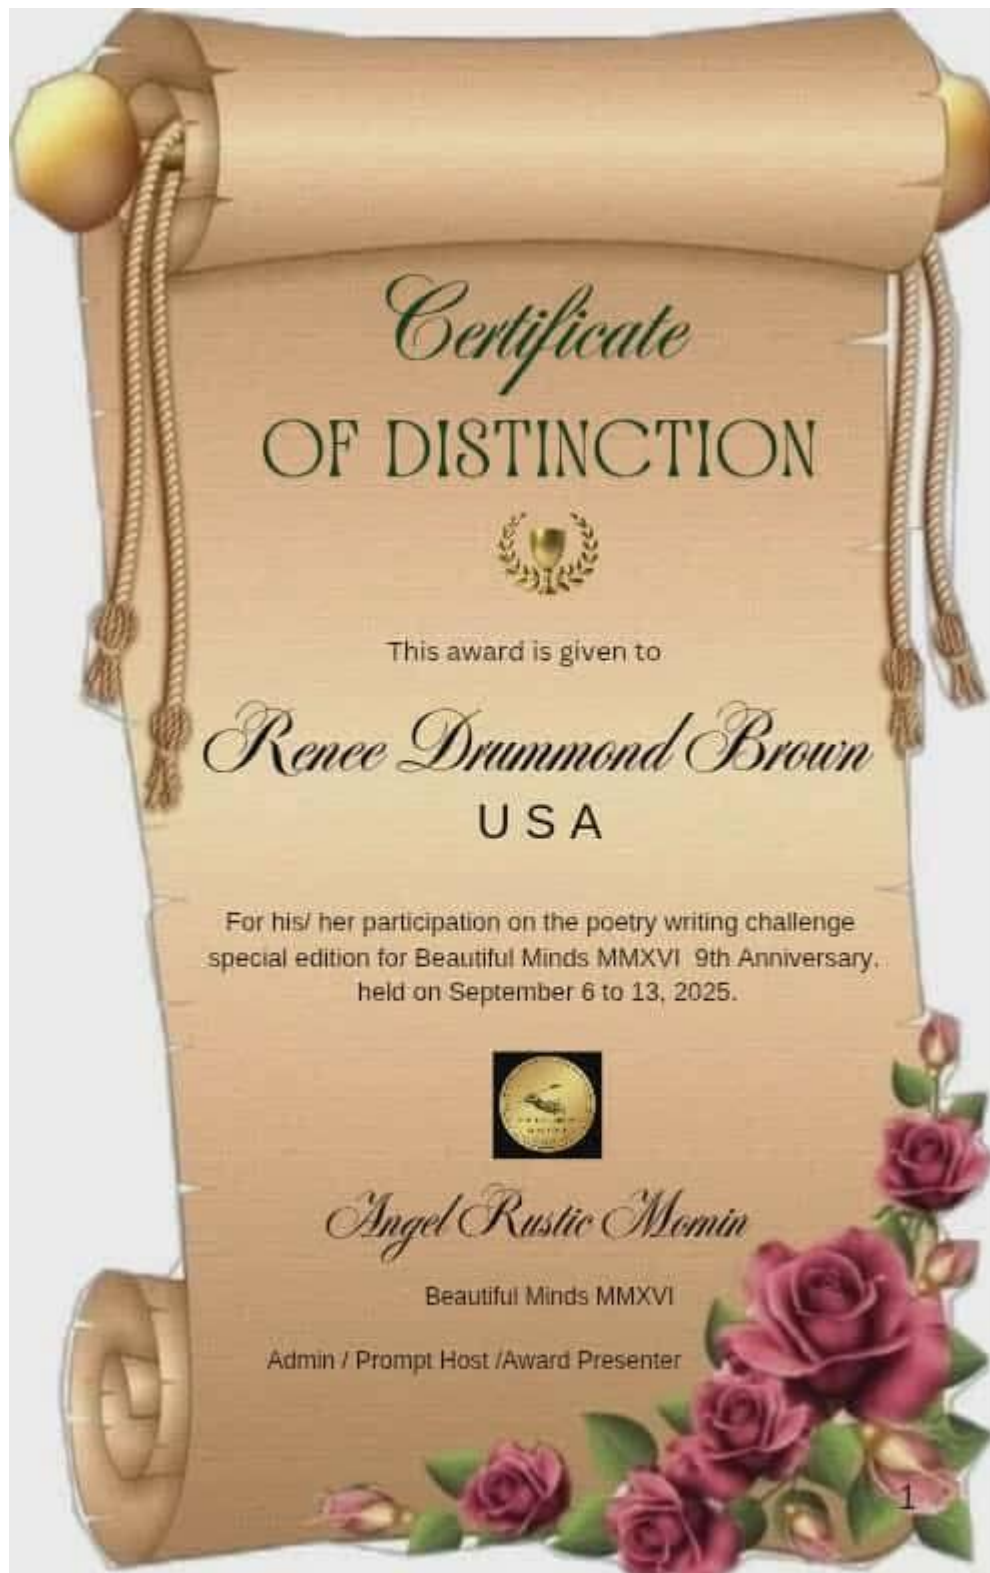 Certificate
OF DISTINCTION
This award is given to
Renee Drummond Brown
USA
For his/ her participation on the poetry writing challenge
special edition for Beautiful Minds MMXVI 9th Anniversary.
held on September 6 to 13, 2025.
Angel Rustic Momin
Beautiful Minds MMXVI
Admin / Prompt Host /Award Presenter
1